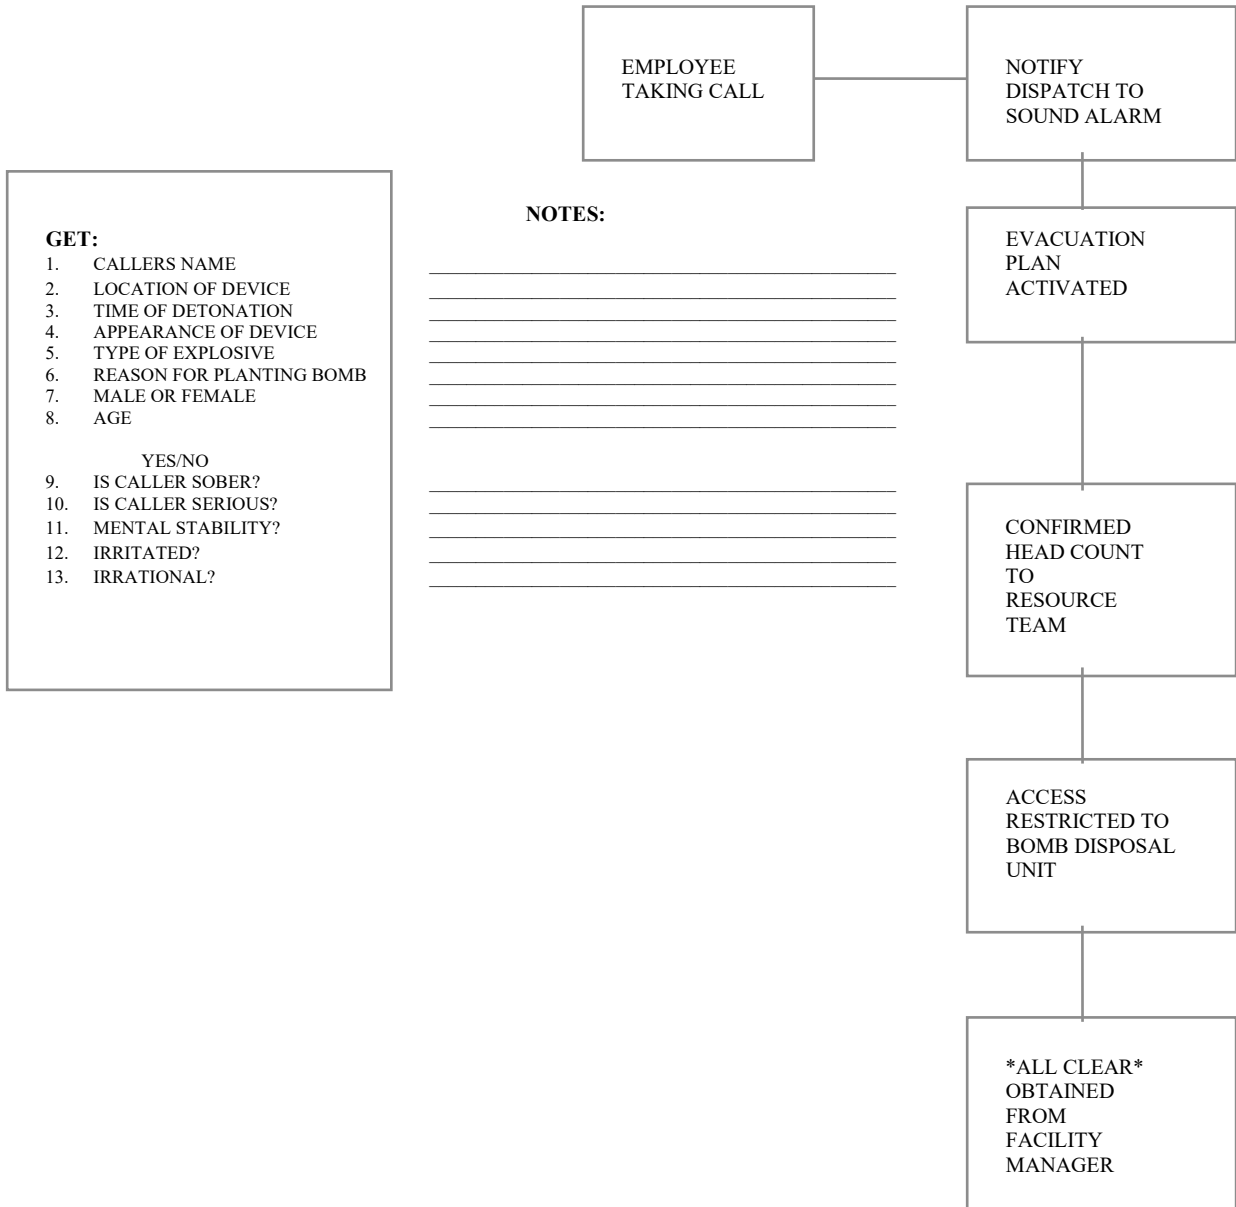 EMPLOYEE
TAKING CALL
NOTIFY
DISPATCH TO
SOUND ALARM
NOTES:
GET:
1. CALLERS NAME
2. LOCATION OF DEVICE
3. TIME OF DETONATION
4. APPEARANCE OF DEVICE
5. TYPE OF EXPLOSIVE
6. REASON FOR PLANTING BOMB
7. MALE OR FEMALE
8. AGE
YES/NO
9. IS CALLER SOBER?
10. IS CALLER SERIOUS?
11. MENTAL STABILITY?
12. IRRITATED?
13. IRRATIONAL?
EVACUATION
PLAN
ACTIVATED
CONFIRMED
HEAD COUNT
TO
RESOURCE
TEAM
ACCESS
RESTRICTED TO
BOMB DISPOSAL
UNIT
*ALL CLEAR*
OBTAINED
FROM
FACILITY
MANAGER